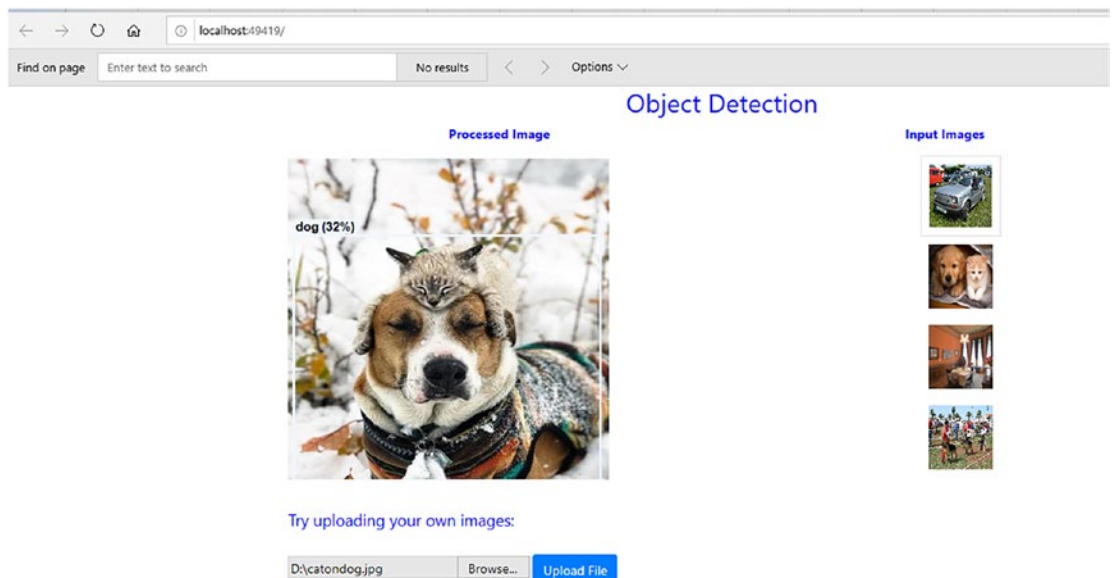 localhost:49419/
Find on page Enter text to search No results Options
Object Detection
Processed Image Input Images
dog (32%)
Try uploading your own images:
D:\catondog.jpg Browse... Upload File